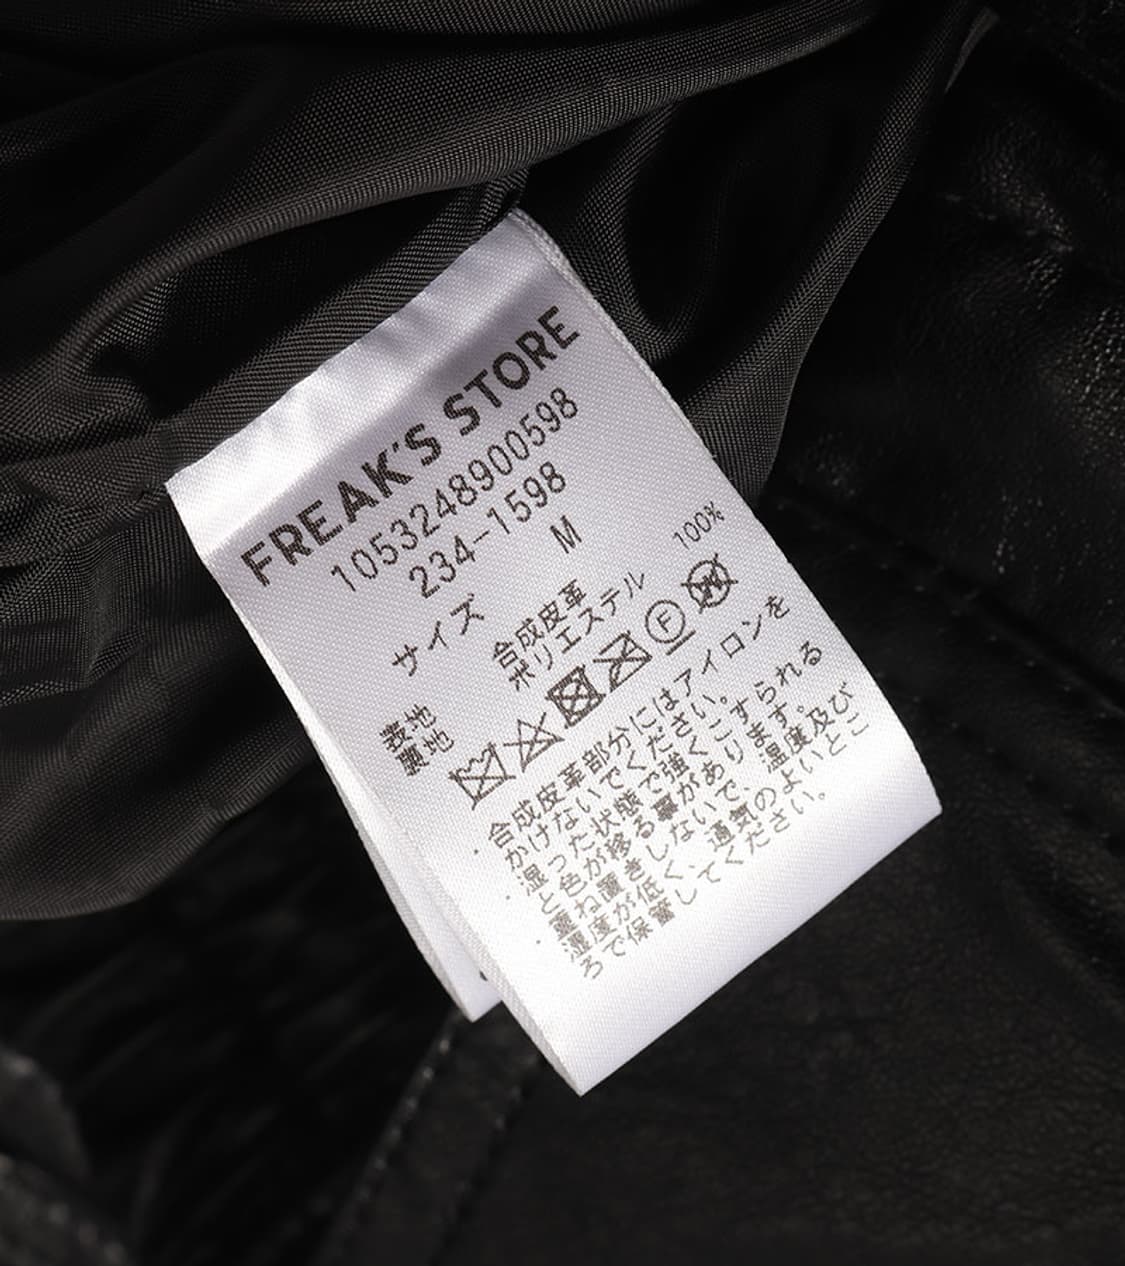 FREAK'S STORE
1053248900598
234-1598
サイズ M
表地 合成皮革
裏地 ポリエステル 100%
F W
合成皮革部分にはアイロンを
かけないでください。
・湿った状態で強くこすられる
と色が移る事があります。
・重ね置きしないで、温度及び
湿度が低く、通気のよいとこ
ろで保管してください。